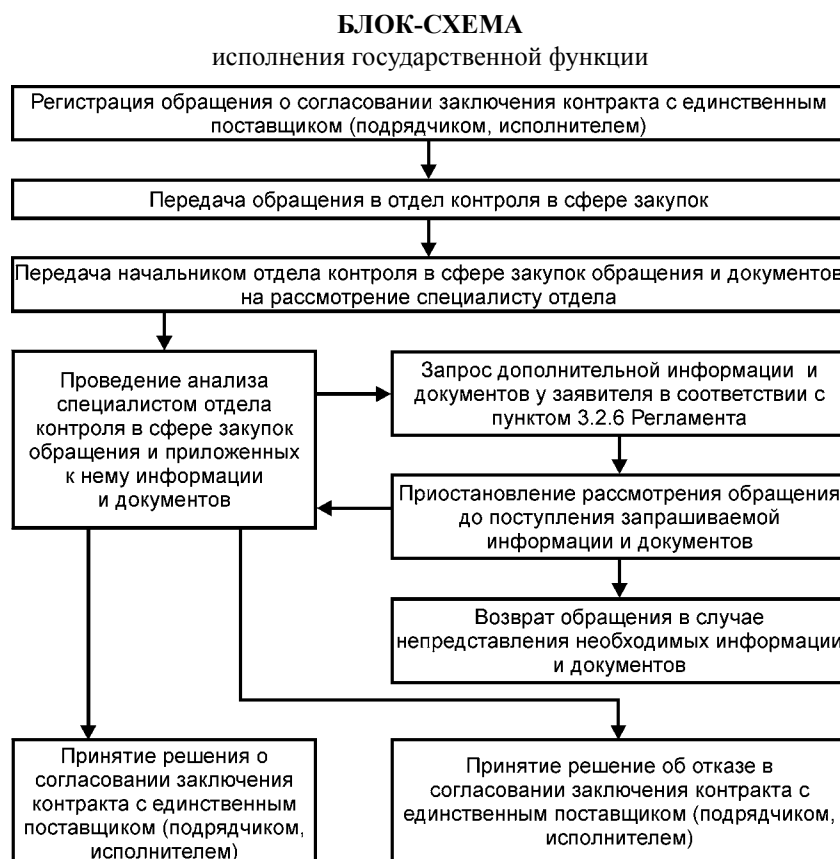 БЛОК-СХЕМА
исполнения государственной функции
Регистрация обращения о согласовании заключения контракта с единственным
поставщиком (подрядчиком, исполнителем)
Передача обращения в отдел контроля в сфере закупок
Передача начальником отдела контроля в сфере закупок обращения и документов
на рассмотрение специалисту отдела
Проведение анализа
специалистом отдела
контроля в сфере закупок
обращения и приложенных
к нему информации
и документов
Запрос дополнительной информации и
документов у заявителя в соответствии с
пунктом 3.2.6 Регламента
Приостановление рассмотрения обращения
до поступления запрашиваемой
информации и документов
Возврат обращения в случае
непредставления необходимых информации
и документов
Принятие решения о
согласовании заключения
контракта с единственным
поставщиком (подрядчиком,
исполнителем)
Принятие решение об отказе в
согласовании заключения контракта с
единственным поставщиком (подрядчиком,
исполнителем)